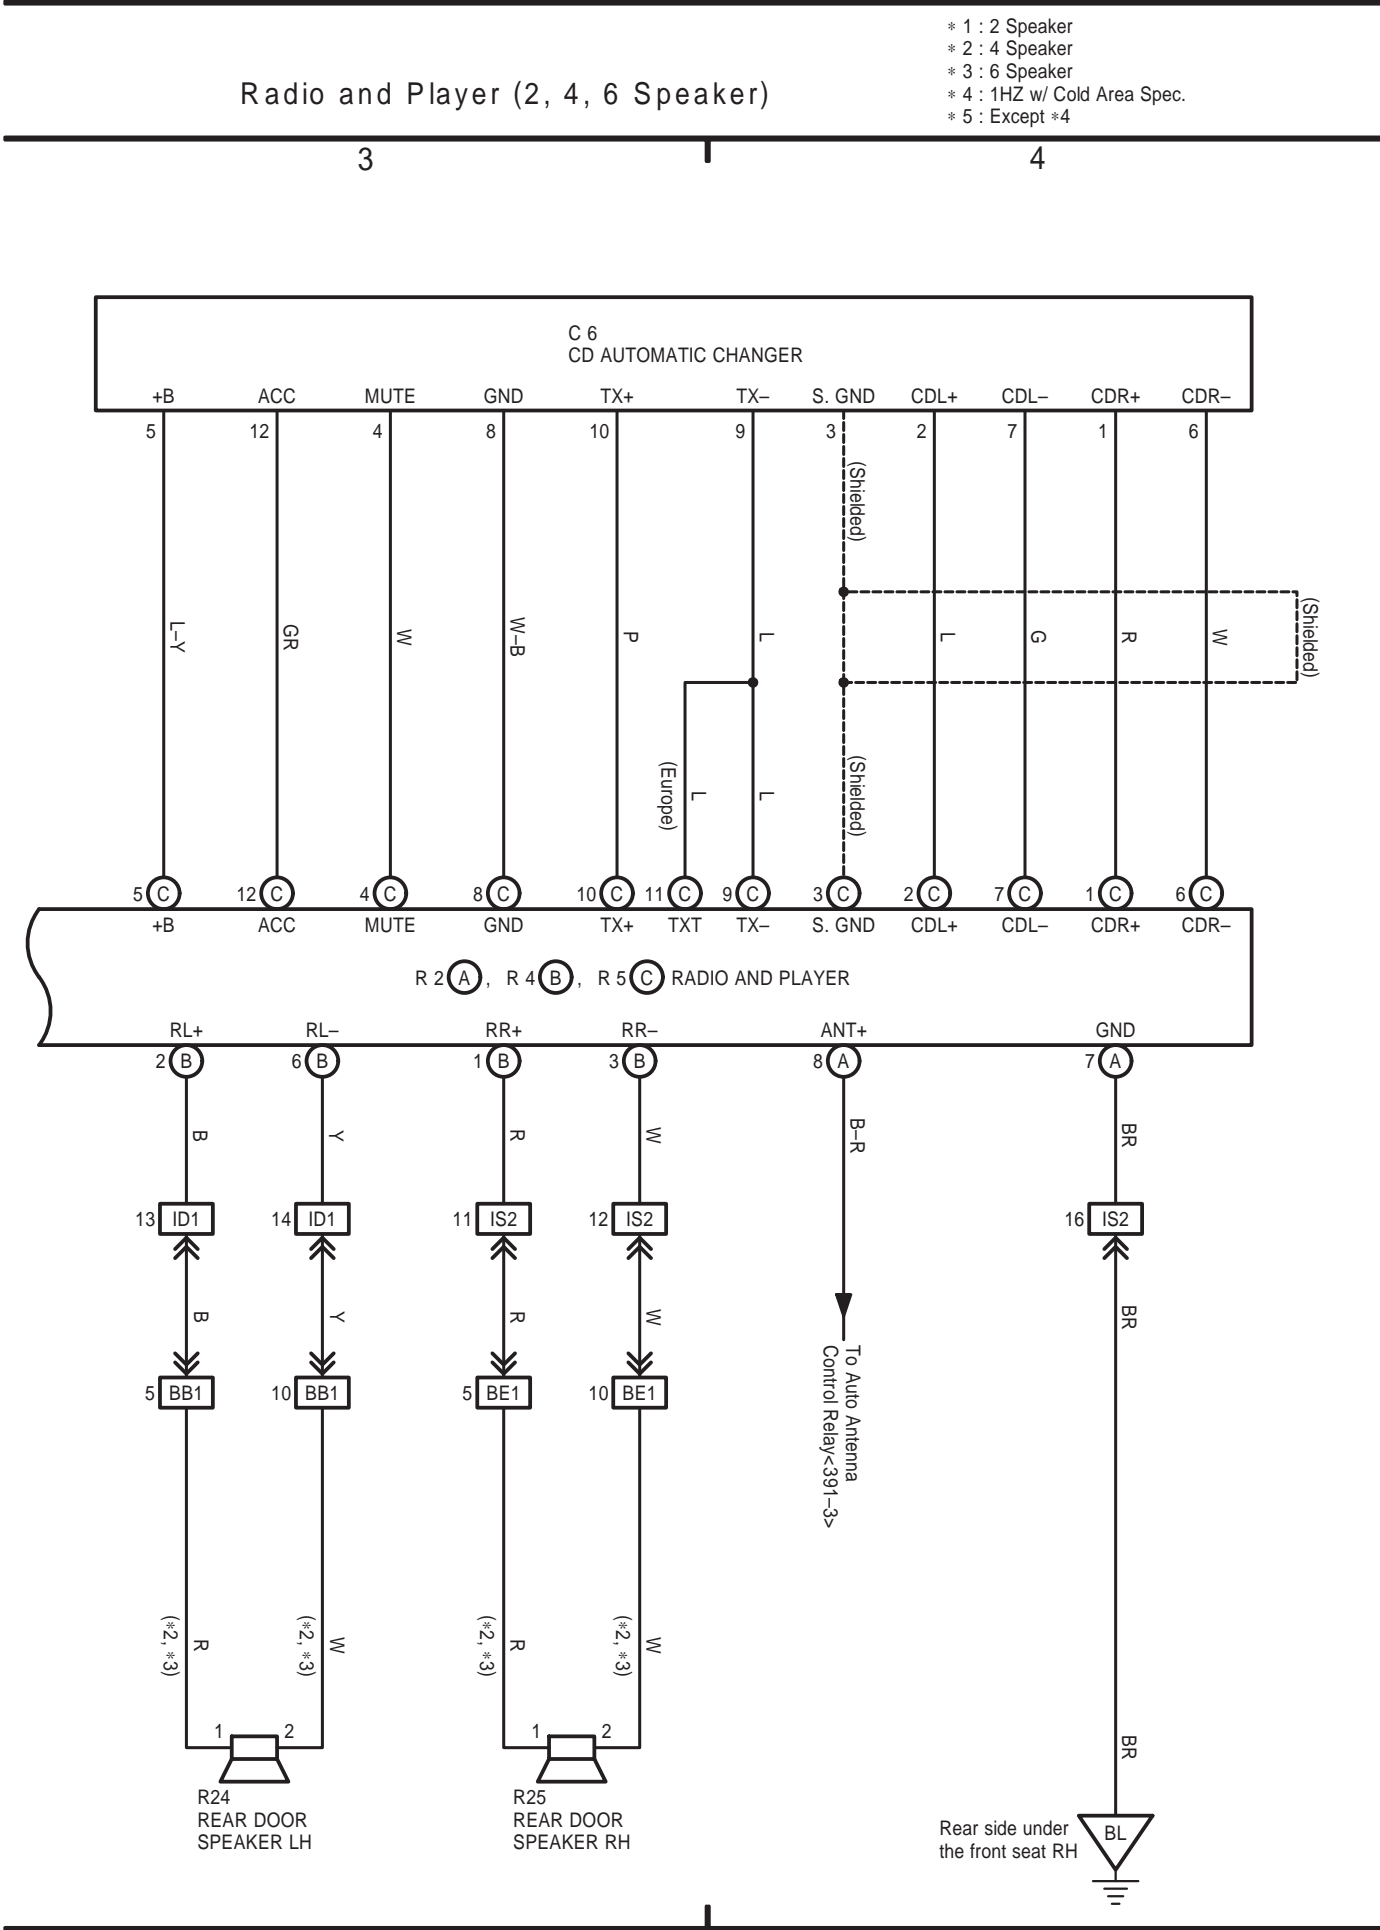 * 1 : 2 Speaker
* 2 : 4 Speaker
* 3 : 6 Speaker
* 4 : 1HZ w/ Cold Area Spec.
* 5 : Except *4
Radio and Player (2, 4, 6 Speaker)
3 4
C 6
CD AUTOMATIC CHANGER
+B ACC MUTE GND TX+ TX– S. GND CDL+ CDL– CDR+ CDR–
5 12 4 8 10 9 3 2 7 1 6
(Shielded)
L–Y GR W W–B P L L G R W (Shielded)
(Europe) L L (Shielded)
5 C 12 C 4 C 8 C 10 C 11 C 9 C 3 C 2 C 7 C 1 C 6 C
+B ACC MUTE GND TX+ TXT TX– S. GND CDL+ CDL– CDR+ CDR–
R 2 A , R 4 B , R 5 C RADIO AND PLAYER
RL+ RL– RR+ RR– ANT+ GND
2 B 6 B 1 B 3 B 8 A 7 A
B Y R W B–R BR
13 ID1 14 ID1 11 IS2 12 IS2 16 IS2
B Y R W BR
To Auto Antenna
Control Relay<391–3>
5 BB1 10 BB1 5 BE1 10 BE1
(*2, *3) R (*2, *3) W (*2, *3) R (*2, *3) W
1 2 1 2 BR
R24
REAR DOOR
SPEAKER LH
R25
REAR DOOR
SPEAKER RH
Rear side under
the front seat RH
BL